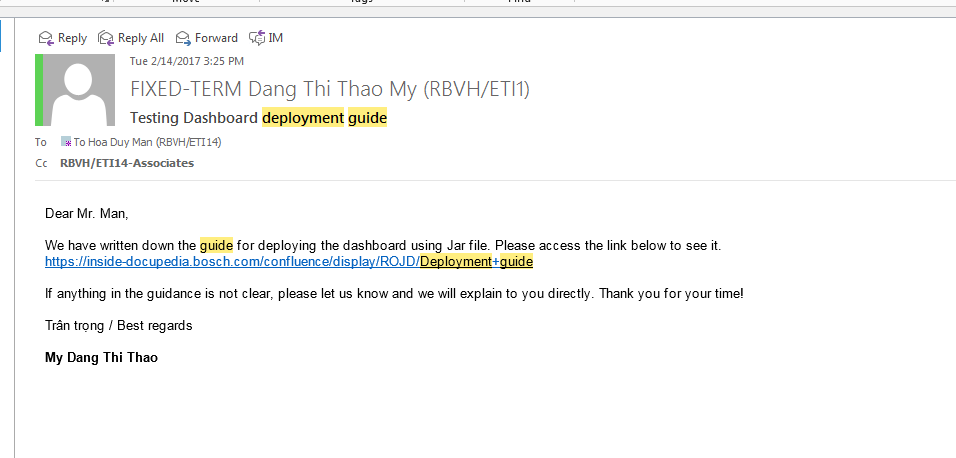 Move Tags Find
Reply Reply All Forward IM
Tue 2/14/2017 3:25 PM
FIXED-TERM Dang Thi Thao My (RBVH/ETI1)
Testing Dashboard deployment guide
To To Hoa Duy Man (RBVH/ETI14)
Cc RBVH/ETI14-Associates
Dear Mr. Man,
We have written down the guide for deploying the dashboard using Jar file. Please access the link below to see it.
https://inside-docupedia.bosch.com/confluence/display/ROJD/Deployment+guide
If anything in the guidance is not clear, please let us know and we will explain to you directly. Thank you for your time!
Trân trọng / Best regards
My Dang Thi Thao